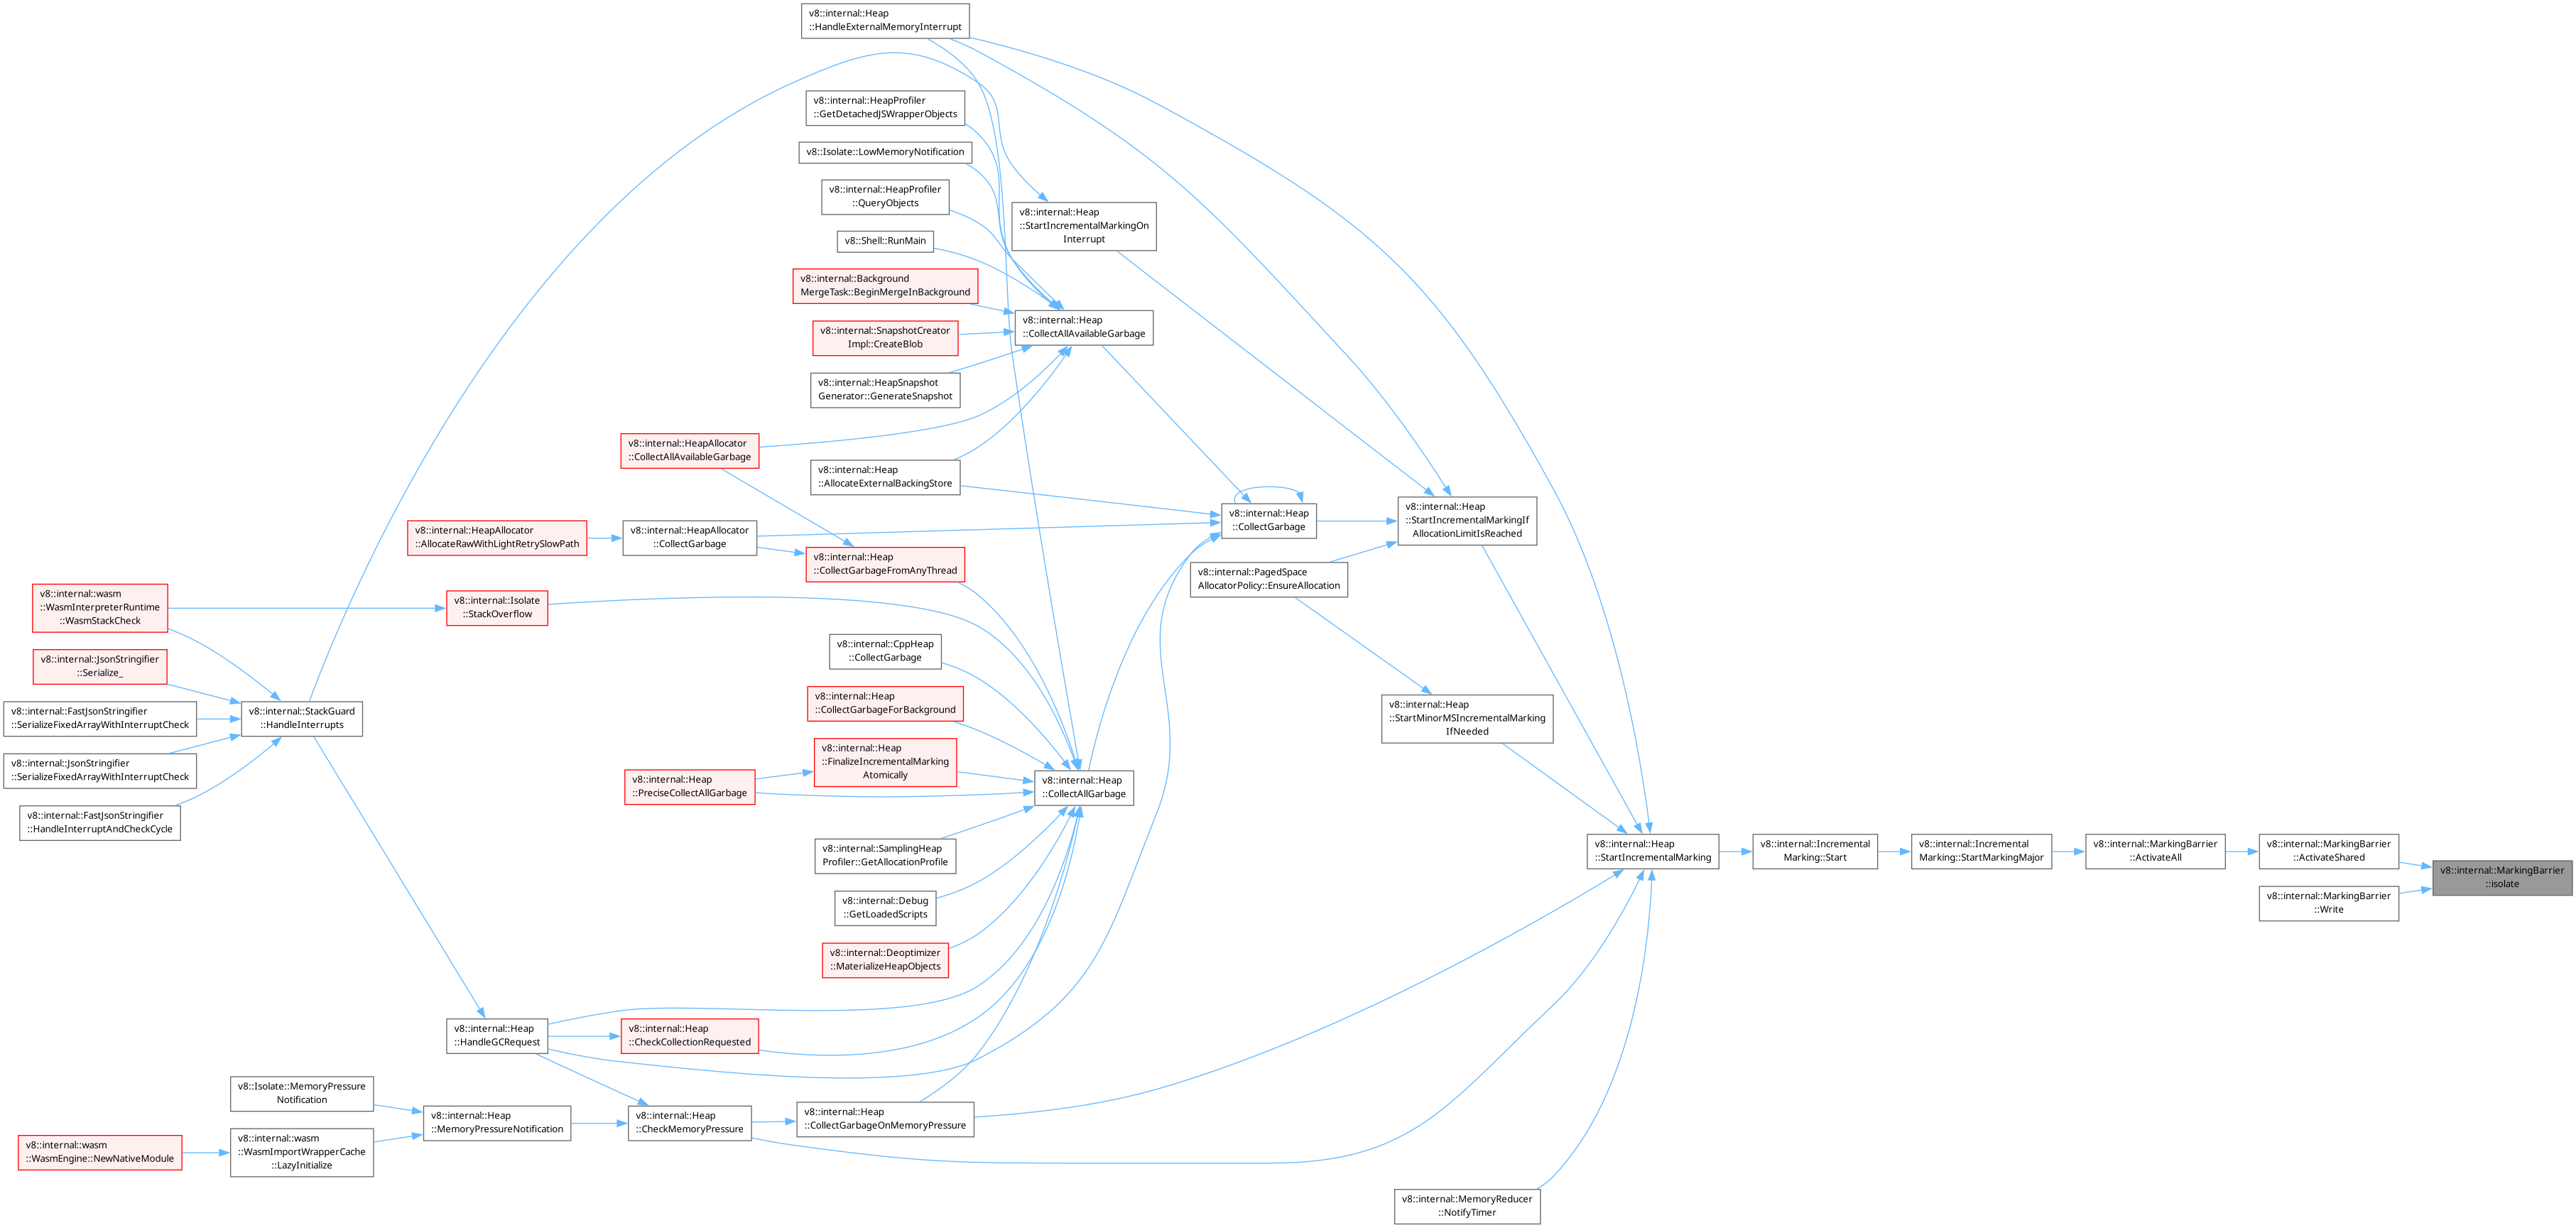 v8::internal::Heap
::HandleExternalMemoryInterrupt
v8::internal::HeapProfiler
::GetDetachedJSWrapperObjects
v8::Isolate::LowMemoryNotification
v8::internal::HeapProfiler
::QueryObjects
v8::internal::Heap
::StartIncrementalMarkingOn
Interrupt
v8::Shell::RunMain
v8::internal::Background
MergeTask::BeginMergeInBackground
v8::internal::Heap
::CollectAllAvailableGarbage
v8::internal::SnapshotCreator
Impl::CreateBlob
v8::internal::HeapSnapshot
Generator::GenerateSnapshot
v8::internal::HeapAllocator
::CollectAllAvailableGarbage
v8::internal::Heap
::AllocateExternalBackingStore
v8::internal::Heap
::CollectGarbage
v8::internal::Heap
::StartIncrementalMarkingIf
AllocationLimitIsReached
v8::internal::HeapAllocator
::AllocateRawWithLightRetrySlowPath
v8::internal::HeapAllocator
::CollectGarbage
v8::internal::Heap
::CollectGarbageFromAnyThread
v8::internal::PagedSpace
AllocatorPolicy::EnsureAllocation
v8::internal::wasm
::WasmInterpreterRuntime
::WasmStackCheck
v8::internal::Isolate
::StackOverflow
v8::internal::CppHeap
::CollectGarbage
v8::internal::JsonStringifier
::Serialize_
v8::internal::Heap
::CollectGarbageForBackground
v8::internal::FastJsonStringifier
::SerializeFixedArrayWithInterruptCheck
v8::internal::StackGuard
::HandleInterrupts
v8::internal::Heap
::StartMinorMSIncrementalMarking
IfNeeded
v8::internal::Heap
::FinalizeIncrementalMarking
Atomically
v8::internal::JsonStringifier
::SerializeFixedArrayWithInterruptCheck
v8::internal::Heap
::PreciseCollectAllGarbage
v8::internal::Heap
::CollectAllGarbage
v8::internal::FastJsonStringifier
::HandleInterruptAndCheckCycle
v8::internal::SamplingHeap
Profiler::GetAllocationProfile
v8::internal::Heap
::StartIncrementalMarking
v8::internal::Incremental
Marking::Start
v8::internal::Incremental
Marking::StartMarkingMajor
v8::internal::MarkingBarrier
::ActivateAll
v8::internal::MarkingBarrier
::ActivateShared
v8::internal::MarkingBarrier
::isolate
v8::internal::MarkingBarrier
::Write
v8::internal::Debug
::GetLoadedScripts
v8::internal::Deoptimizer
::MaterializeHeapObjects
v8::internal::Heap
::HandleGCRequest
v8::internal::Heap
::CheckCollectionRequested
v8::Isolate::MemoryPressure
Notification
v8::internal::Heap
::MemoryPressureNotification
v8::internal::Heap
::CheckMemoryPressure
v8::internal::Heap
::CollectGarbageOnMemoryPressure
v8::internal::wasm
::WasmEngine::NewNativeModule
v8::internal::wasm
::WasmImportWrapperCache
::LazyInitialize
v8::internal::MemoryReducer
::NotifyTimer